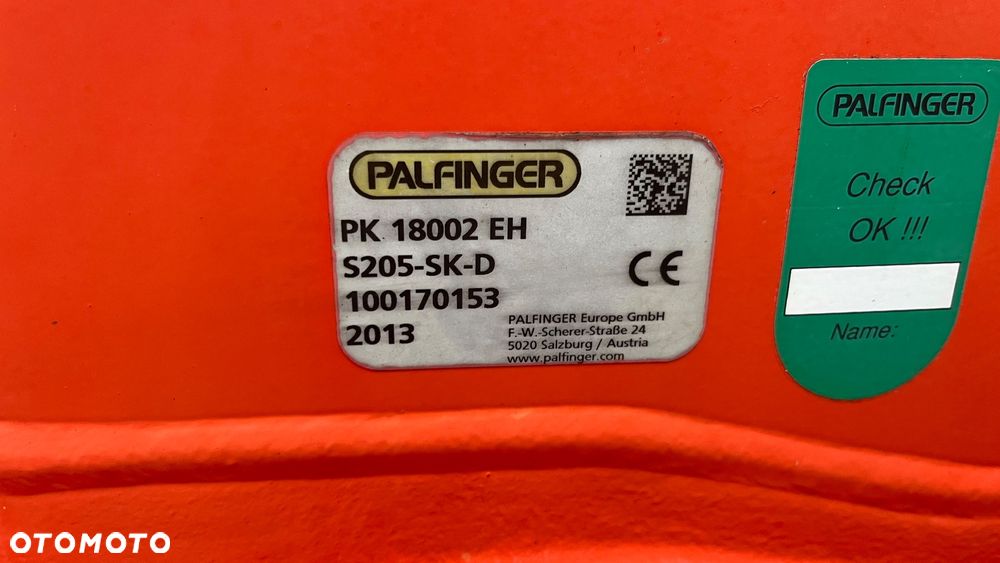 PALFINGER
PK 18002 EH
S205-SK-D
100170153
2013
CE
PALFINGER Europe GmbH
F.-W.-Scherer-Straße 24
5020 Salzburg / Austria
www.palfinger.com
PALFINGER
Check
OK !!!
Name:
OTOMOTO